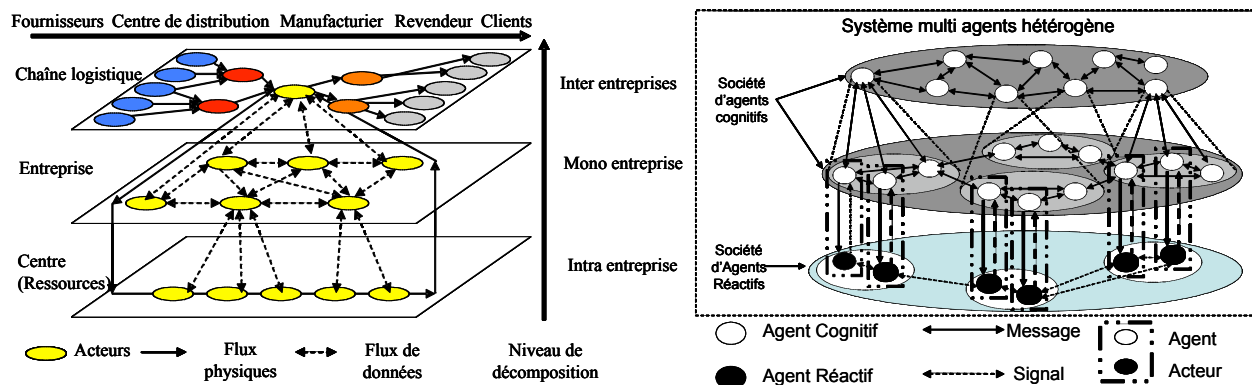 Fournisseurs Centre de distribution Manufacturier Revendeur Clients
Chaîne logistique
Inter entreprises
Entreprise
Mono entreprise
Centre
(Ressources)
Intra entreprise
Acteurs
Flux
physiques
Flux de
données
Niveau de
décomposition
Système multi agents hétérogène
Société
d'agents
cognitifs
Société
d'Agents
Réactifs
Agent Cognitif
Message
Agent
Agent Réactif
Signal
Acteur